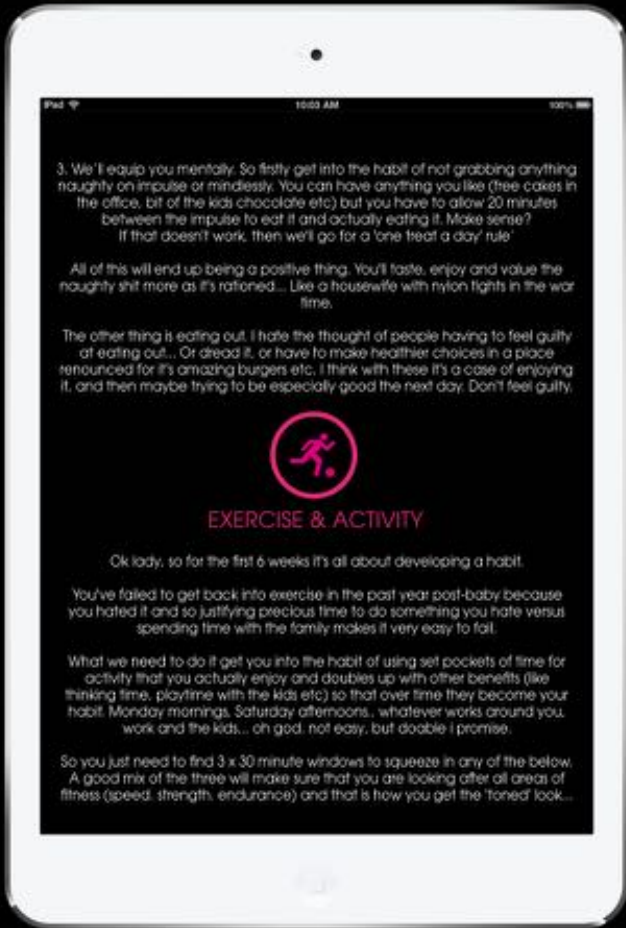 iPad
10:03 AM
100%
3. We'll equip you mentally. So firstly get into the habit of not grabbing anything
naughty on impulse or mindlessly. You can have anything you like (free cakes in
the office, bit of the kids chocolate etc) but you have to allow 20 minutes
between the impulse to eat it and actually eating it. Make sense?
If that doesn't work, then we'll go for a 'one treat a day' rule'
All of this will end up being a positive thing. You'll taste, enjoy and value the
naughty shit more as it's rationed... Like a housewife with nylon tights in the war
time.
The other thing is eating out. I hate the thought of people having to feel guilty
at eating out... Or dread it, or have to make healthier choices in a place
renounced for it's amazing burgers etc. I think with these it's a case of enjoying
it, and then maybe trying to be especially good the next day. Don't feel guilty.
EXERCISE & ACTIVITY
Ok lady, so for the first 6 weeks it's all about developing a habit.
You've failed to get back into exercise in the past year post-baby because
you hated it and so justifying precious time to do something you hate versus
spending time with the family makes it very easy to fail.
What we need to do it get you into the habit of using set pockets of time for
activity that you actually enjoy and doubles up with other benefits (like
thinking time, playtime with the kids etc) so that over time they become your
habit. Monday mornings, Saturday afternoons.. whatever works around you,
work and the kids... oh god, not easy, but doable I promise.
So you just need to find 3 x 30 minute windows to squeeze in any of the below.
A good mix of the three will make sure that you are looking after all areas of
fitness (speed, strength, endurance) and that is how you get the 'toned' look...